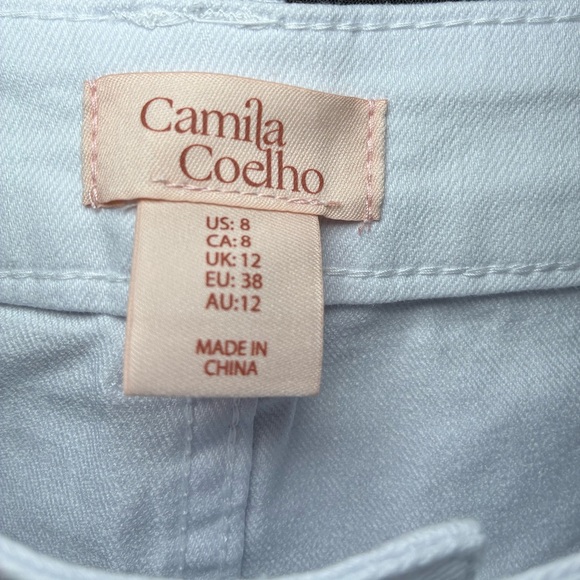 Camila
Coelho
US: 8
CA: 8
UK: 12
EU: 38
AU:12
MADE IN
CHINA